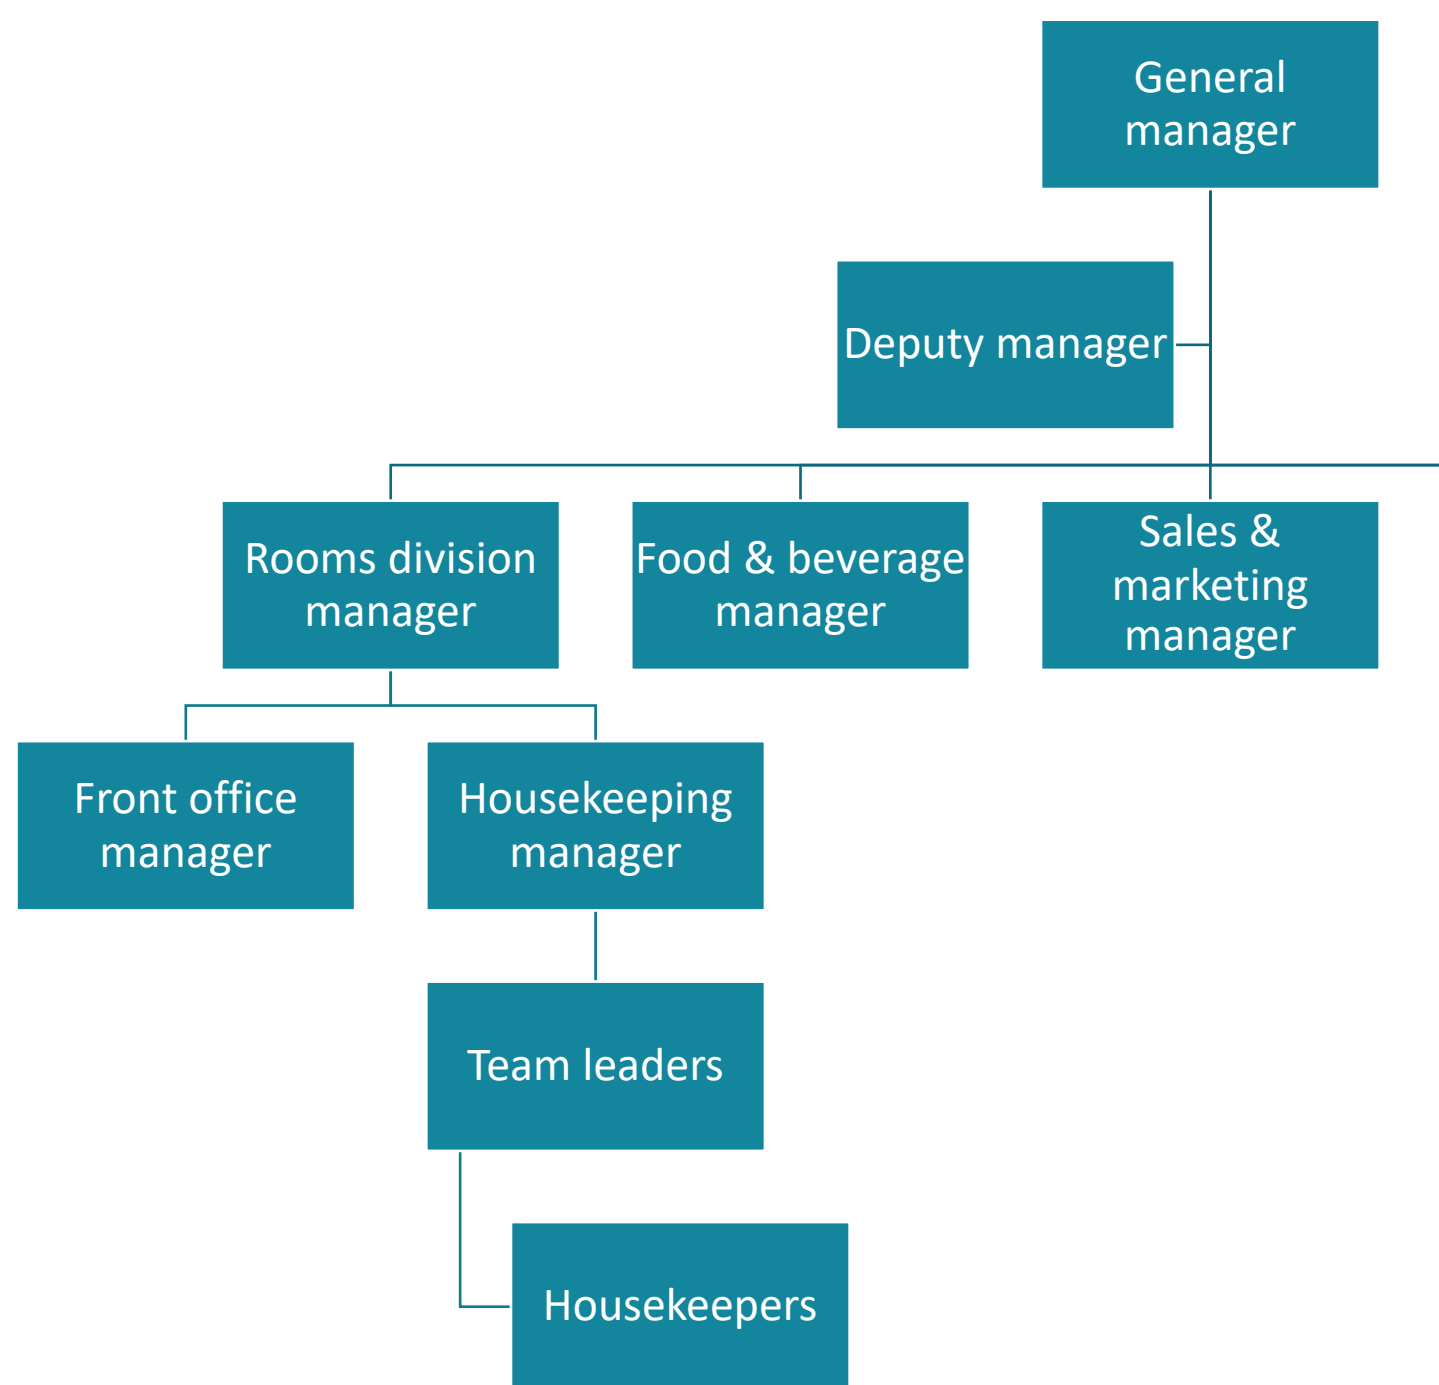 General
manager
Deputy manager
Rooms division
manager
Food & beverage
manager
Sales &
marketing
manager
Front office
manager
Housekeeping
manager
Team leaders
Housekeepers